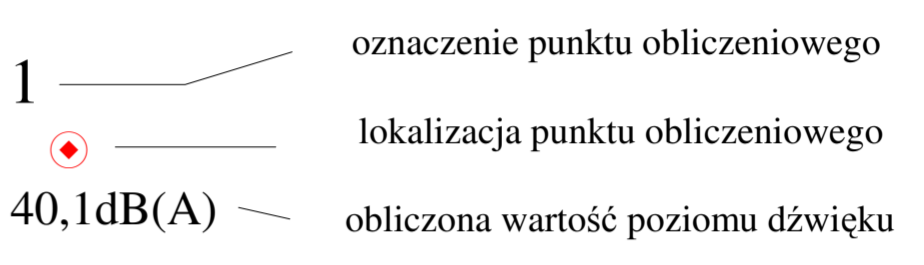 1 oznaczenie punktu obliczeniowego
lokalizacja punktu obliczeniowego
40,1dB(A) obliczona wartość poziomu dźwięku